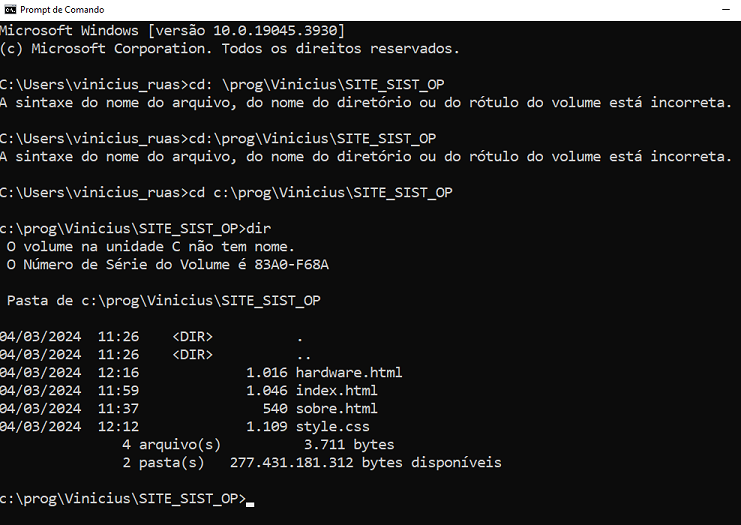 Prompt de Comando
Microsoft Windows [versão 10.0.19045.3930]
(c) Microsoft Corporation. Todos os direitos reservados.
C:\Users\vinicius_ruas>cd: \prog\Vinicius\SITE_SIST_OP
A sintaxe do nome do arquivo, do nome do diretório ou do rótulo do volume está incorreta.
C:\Users\vinicius_ruas>cd:\prog\Vinicius\SITE_SIST_OP
A sintaxe do nome do arquivo, do nome do diretório ou do rótulo do volume está incorreta.
C:\Users\vinicius_ruas>cd c:\prog\Vinicius\SITE_SIST_OP
c:\prog\Vinicius\SITE_SIST_OP>dir
 O volume na unidade C não tem nome.
 O Número de Série do Volume é 83A0-F68A
 Pasta de c:\prog\Vinicius\SITE_SIST_OP
04/03/2024  11:26    <DIR>          .
04/03/2024  11:26    <DIR>          ..
04/03/2024  12:16             1.016 hardware.html
04/03/2024  11:59             1.046 index.html
04/03/2024  11:37               540 sobre.html
04/03/2024  12:12             1.109 style.css
               4 arquivo(s)          3.711 bytes
               2 pasta(s)   277.431.181.312 bytes disponíveis
c:\prog\Vinicius\SITE_SIST_OP>